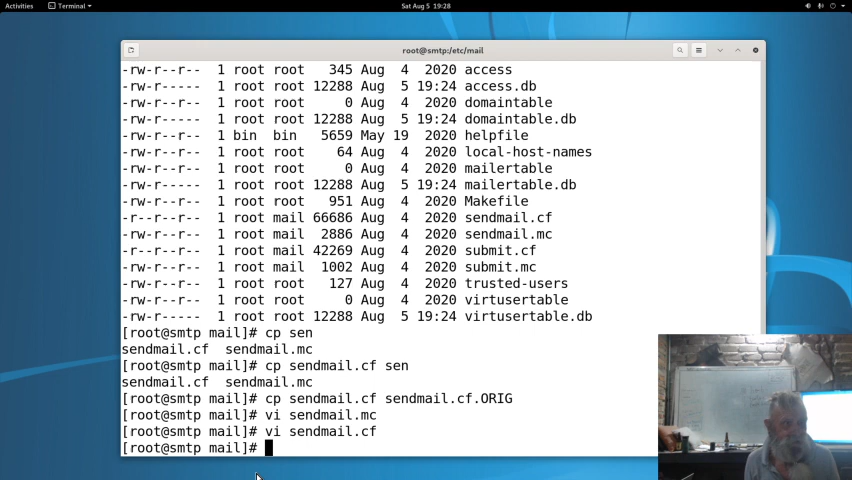 Activities Terminal Sat Aug 5 19:28
root@smtp:/etc/mail
-rw-r--r-- 1 root root 345 Aug 4 2020 access
-rw-r----- 1 root root 12288 Aug 5 19:24 access.db
-rw-r--r-- 1 root root 0 Aug 4 2020 domaintable
-rw-r----- 1 root root 12288 Aug 5 19:24 domaintable.db
-rw-r--r-- 1 bin bin 5659 May 19 2020 helpfile
-rw-r--r-- 1 root root 64 Aug 4 2020 local-host-names
-rw-r--r-- 1 root root 0 Aug 4 2020 mailertable
-rw-r----- 1 root root 12288 Aug 5 19:24 mailertable.db
-rw-r--r-- 1 root root 951 Aug 4 2020 Makefile
-r--r--r-- 1 root mail 66686 Aug 4 2020 sendmail.cf
-rw-r--r-- 1 root mail 2886 Aug 4 2020 sendmail.mc
-r--r--r-- 1 root mail 42269 Aug 4 2020 submit.cf
-rw-r--r-- 1 root mail 1002 Aug 4 2020 submit.mc
-rw-r--r-- 1 root root 127 Aug 4 2020 trusted-users
-rw-r--r-- 1 root root 0 Aug 4 2020 virtusertable
-rw-r----- 1 root root 12288 Aug 5 19:24 virtusertable.db
[root@smtp mail]# cp sen
sendmail.cf sendmail.mc
[root@smtp mail]# cp sendmail.cf sen
sendmail.cf sendmail.mc
[root@smtp mail]# cp sendmail.cf sendmail.cf.ORIG
[root@smtp mail]# vi sendmail.mc
[root@smtp mail]# vi sendmail.cf
[root@smtp mail]#